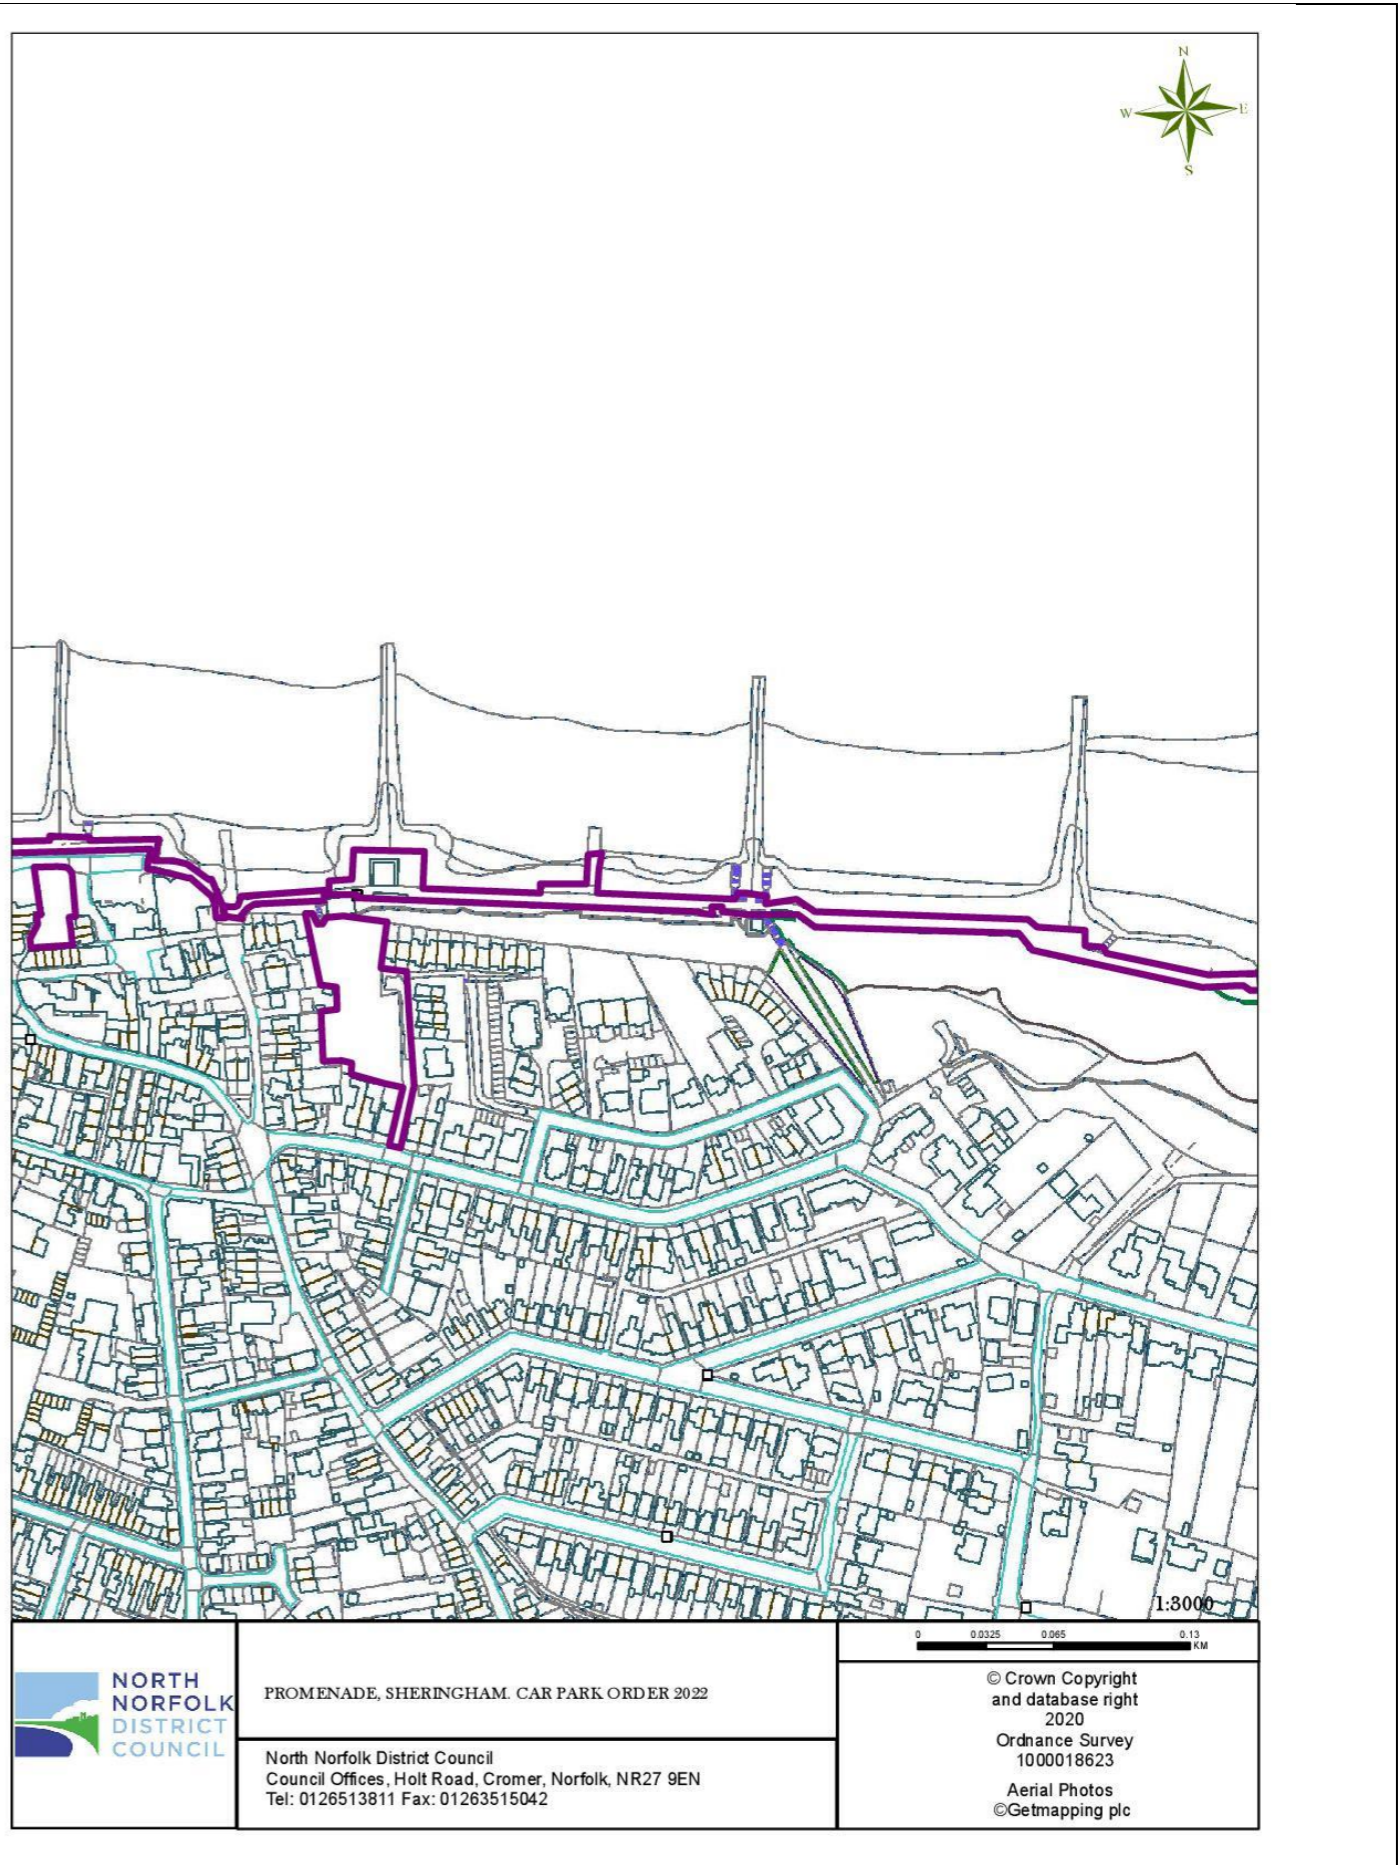 N
W E
S
1:3000
0 0.0325 0.065 0.13
KM
NORTH
NORFOLK
DISTRICT
COUNCIL
PROMENADE, SHERINGHAM. CAR PARK ORDER 2022
North Norfolk District Council
Council Offices, Holt Road, Cromer, Norfolk, NR27 9EN
Tel: 0126513811 Fax: 01263515042
© Crown Copyright
and database right
2020
Ordnance Survey
1000018623
Aerial Photos
©Getmapping plc